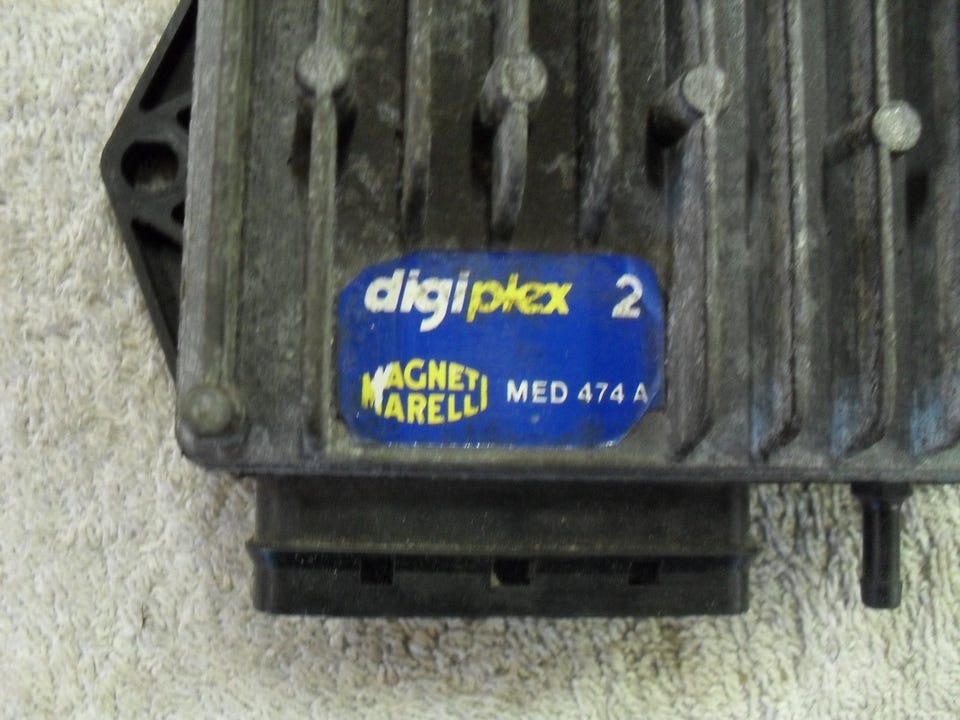 digiplex 2
MAGNETI
MARELLI
MED 474 A